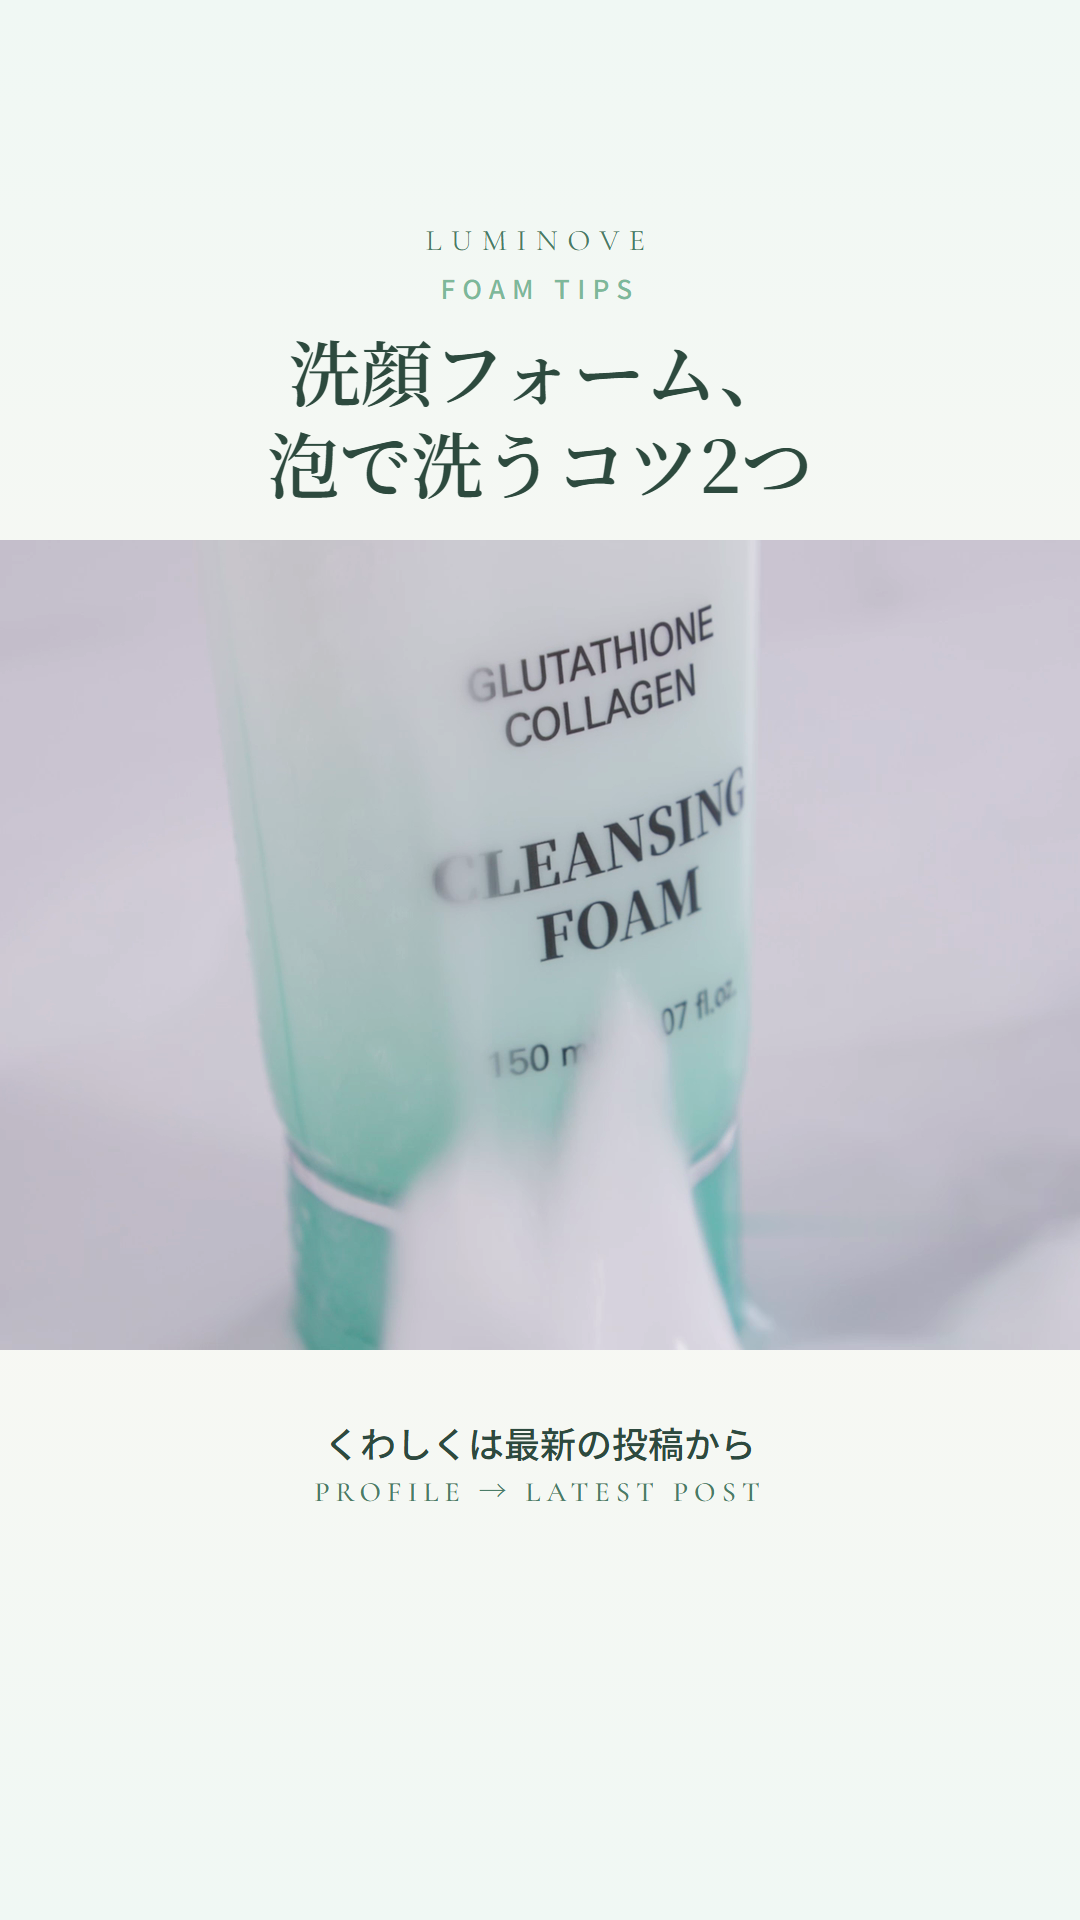 LUMINOVE
FOAM TIPS
洗顔フォーム、
泡で洗うコツ2つ
GLUTATHIONE
COLLAGEN
CLEANSING
FOAM
150 m 07 fl.oz.
くわしくは最新の投稿から
PROFILE → LATEST POST